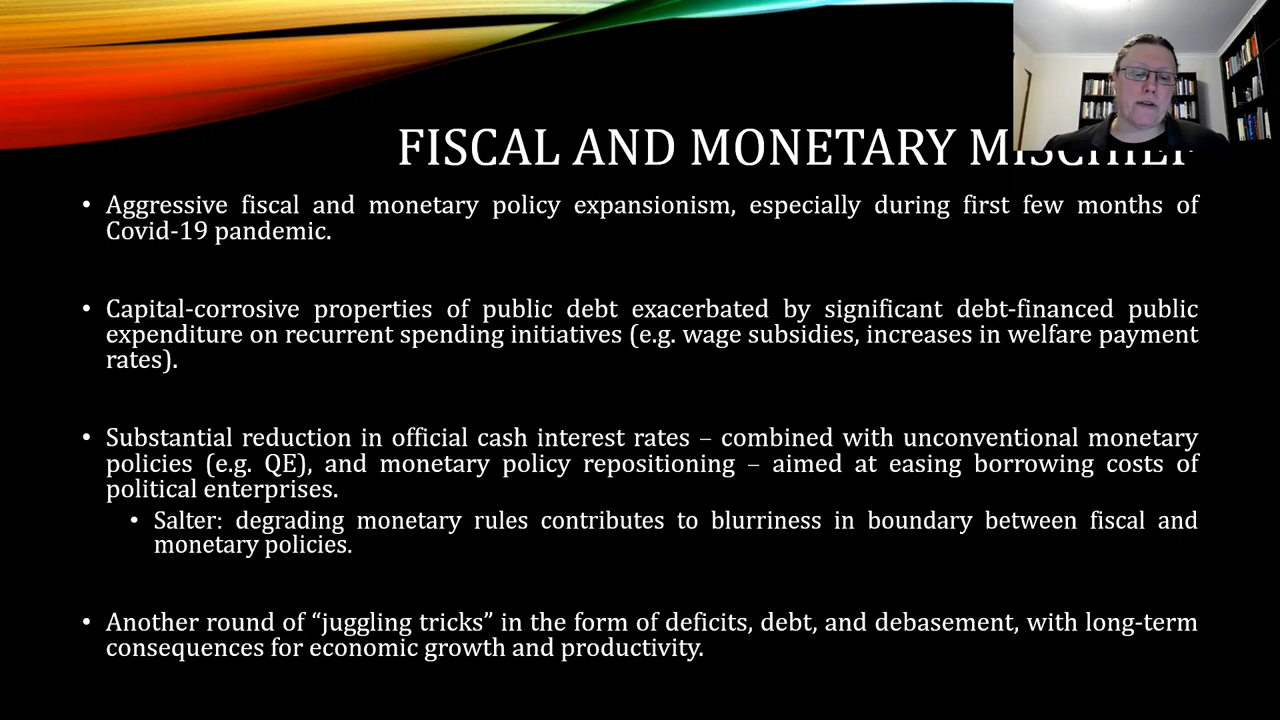 FISCAL AND MONETARY MISCHIEF
• Aggressive fiscal and monetary policy expansionism, especially during first few months of
Covid-19 pandemic.
• Capital-corrosive properties of public debt exacerbated by significant debt-financed public
expenditure on recurrent spending initiatives (e.g. wage subsidies, increases in welfare payment
rates).
• Substantial reduction in official cash interest rates – combined with unconventional monetary
policies (e.g. QE), and monetary policy repositioning – aimed at easing borrowing costs of
political enterprises.
• Salter: degrading monetary rules contributes to blurriness in boundary between fiscal and
monetary policies.
• Another round of “juggling tricks” in the form of deficits, debt, and debasement, with long-term
consequences for economic growth and productivity.